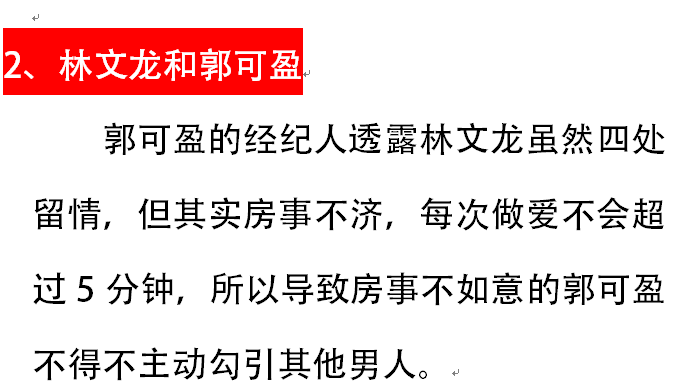 2、林文龙和郭可盈
郭可盈的经纪人透露林文龙虽然四处
留情，但其实房事不济，每次做爱不会超
过 5 分钟，所以导致房事不如意的郭可盈
不得不主动勾引其他男人。